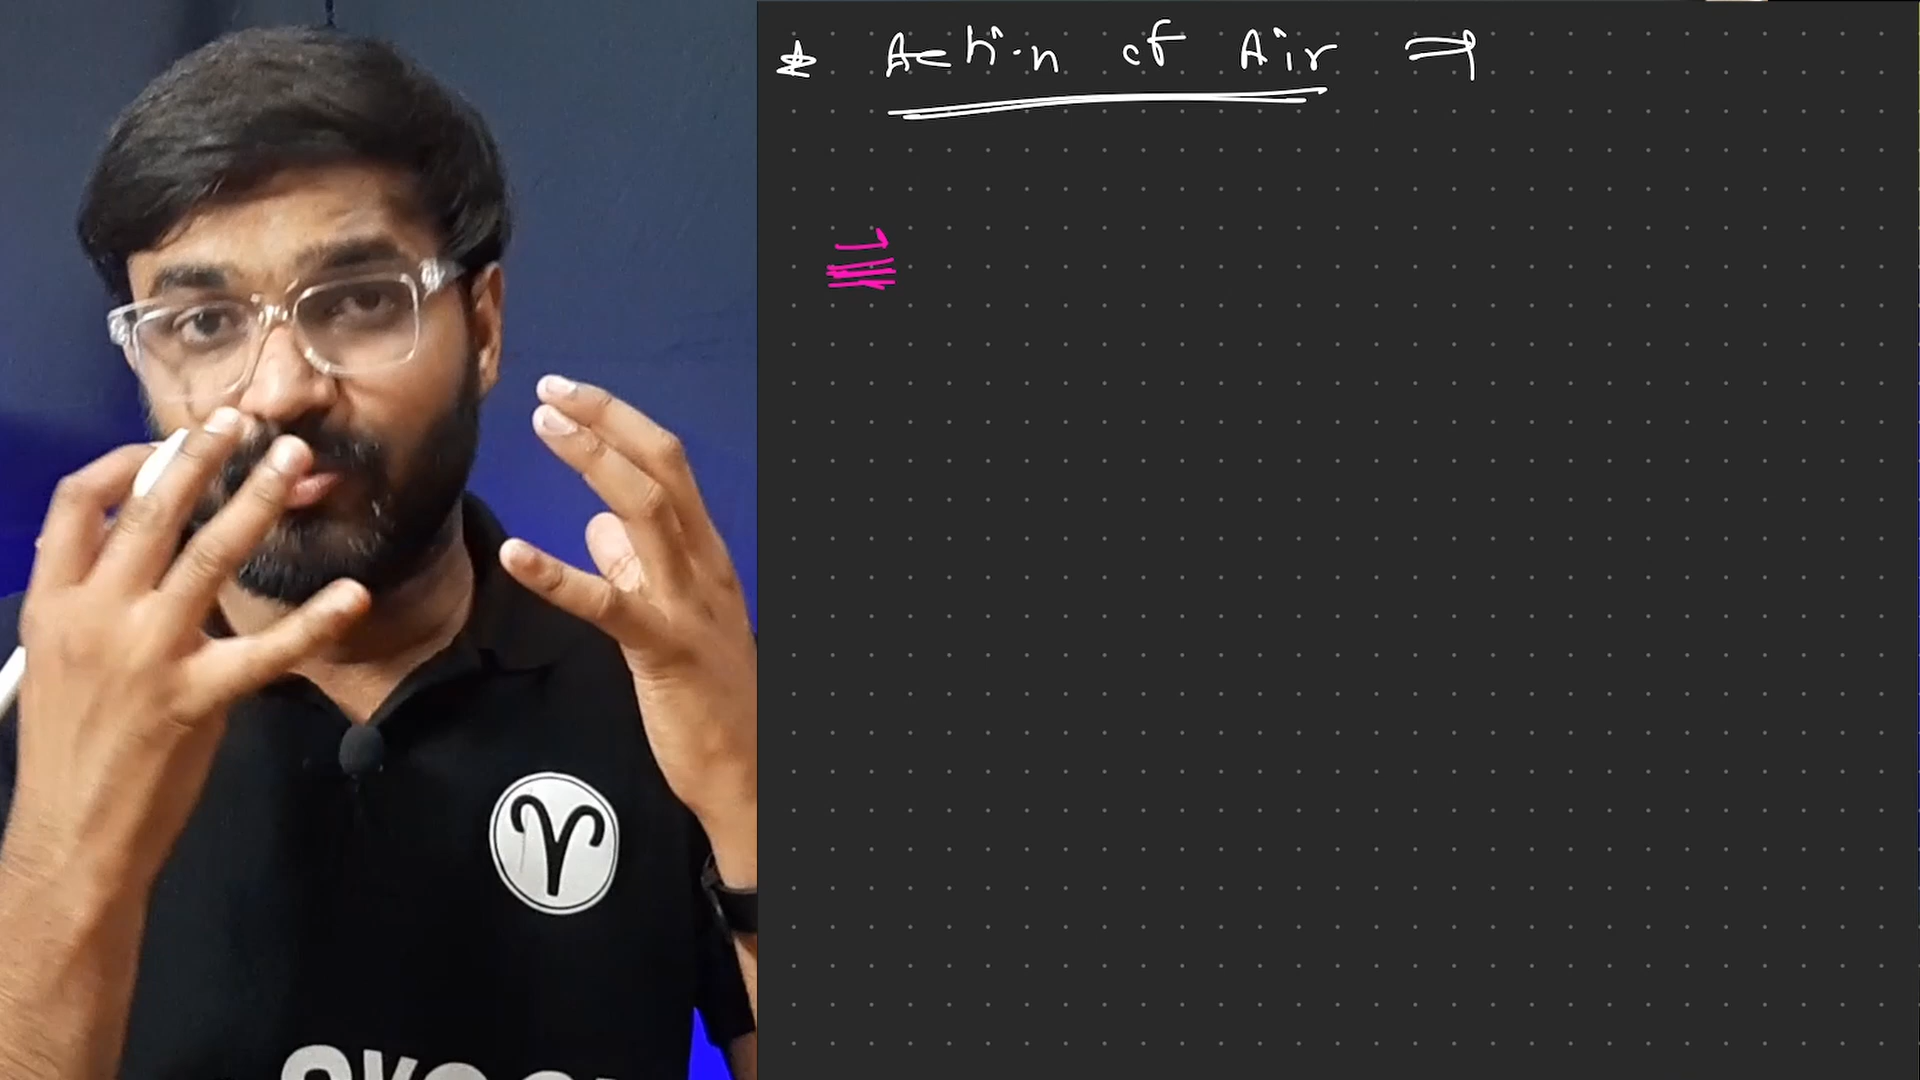 * Action of Air ⇒